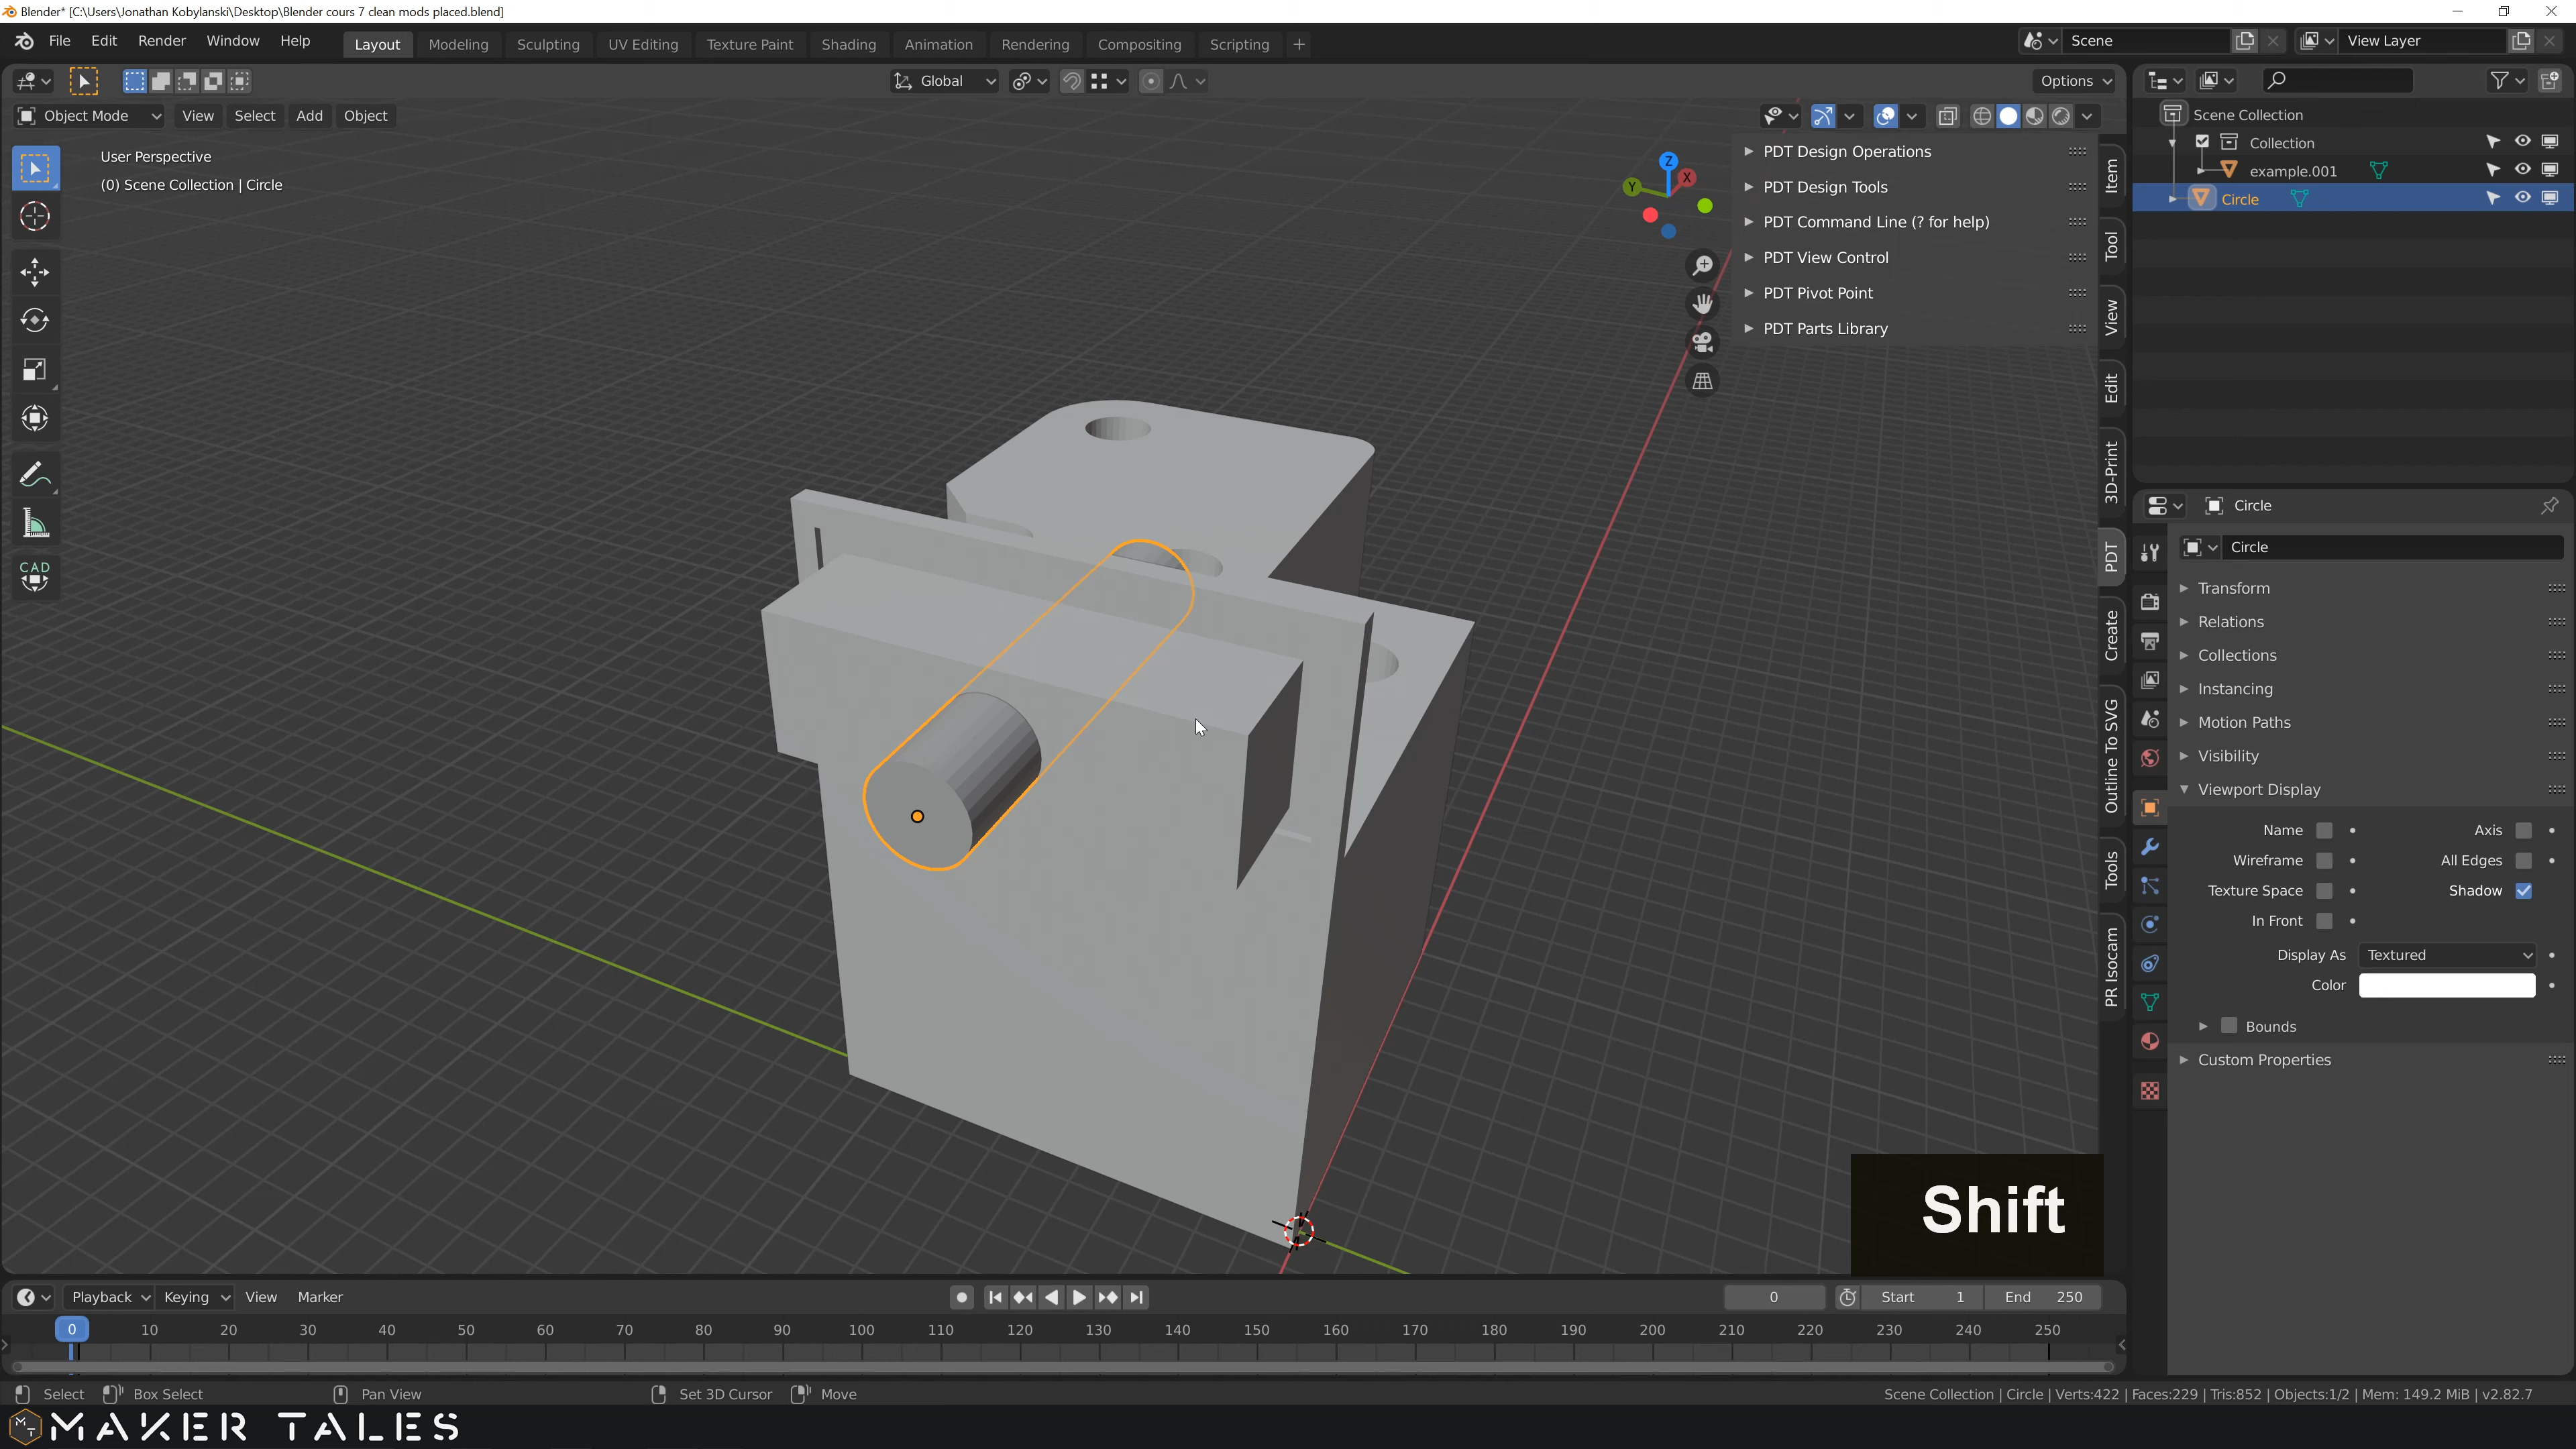 Blender* [C:\Users\Jonathan Kobylanski\Desktop\Blender cours 7 clean mods placed.blend]
File Edit Render Window Help Layout Modeling Sculpting UV Editing Texture Paint Shading Animation Rendering Compositing Scripting + Scene View Layer
Global Options
Object Mode View Select Add Object
User Perspective
(0) Scene Collection | Circle
CAD
Z
Y
X
PDT Design Operations
PDT Design Tools
PDT Command Line (? for help)
PDT View Control
PDT Pivot Point
PDT Parts Library
Item
Tool
View
Edit
3D-Print
PDT
Create
Outline To SVG
Tools
PR Isocam
Scene Collection
Collection
example.001
Circle
Circle
Circle
Transform
Relations
Collections
Instancing
Motion Paths
Visibility
Viewport Display
Name Axis
Wireframe All Edges
Texture Space Shadow
In Front
Display As Textured
Color
Bounds
Custom Properties
Shift
Playback Keying View Marker 0 Start 1 End 250
0 10 20 30 40 50 60 70 80 90 100 110 120 130 140 150 160 170 180 190 200 210 220 230 240 250
Select Box Select Pan View Set 3D Cursor Move Scene Collection | Circle | Verts:422 | Faces:229 | Tris:852 | Objects:1/2 | Mem: 149.2 MiB | v2.82.7
MT MAKER TALES